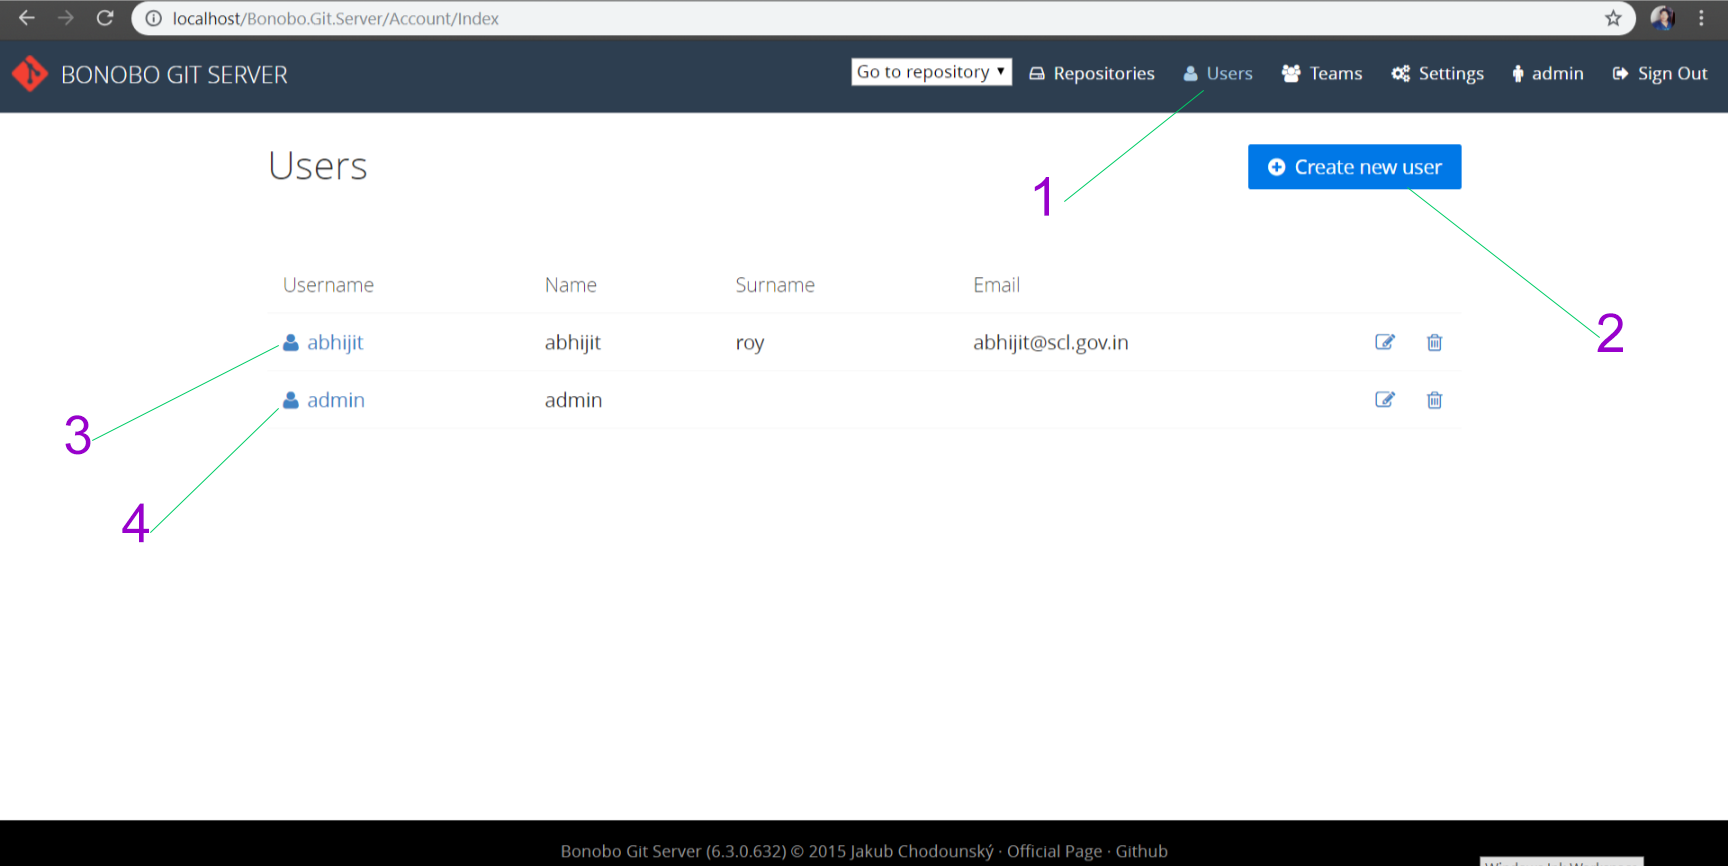 localhost/Bonobo.Git.Server/Account/Index
BONOBO GIT SERVER
Go to repository
Repositories
Users
Teams
Settings
admin
Sign Out
Users
Create new user
1
2
Username Name Surname Email
abhijit abhijit roy abhijit@scl.gov.in
admin admin
3
4
Bonobo Git Server (6.3.0.632) © 2015 Jakub Chodounský · Official Page · Github